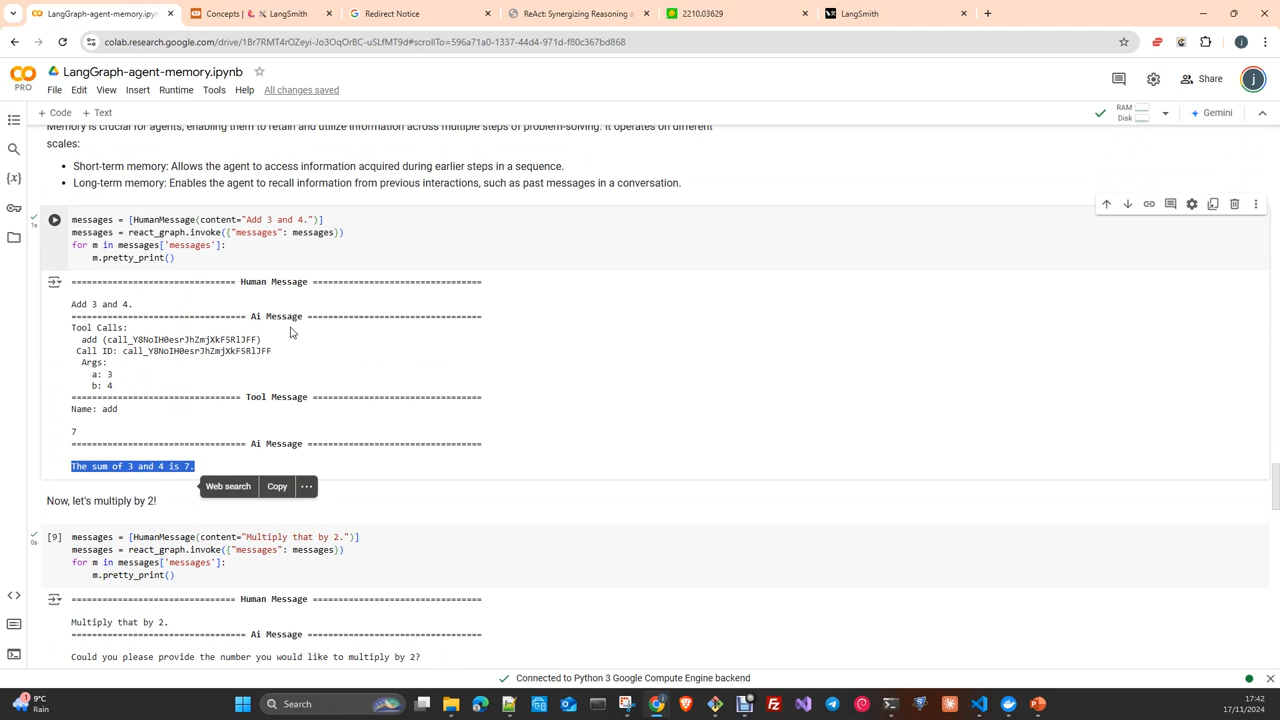 LangGraph-agent-memory.ipynb
Concepts | 🦜🛠️ LangSmith
Redirect Notice
ReAct: Synergizing Reasoning a
2210.03629
LangSmith
colab.research.google.com/drive/1Br7RMT4rOZeyi-Jo3OqOrBC-uSLfMT9d#scrollTo=596a71a0-1337-44d4-971d-f80c367bd868
CO
PRO
LangGraph-agent-memory.ipynb
Share
j
File Edit View Insert Runtime Tools Help All changes saved
+ Code + Text
RAM
Disk
Gemini
Memory is crucial for agents, enabling them to retain and utilize information across multiple steps of problem-solving. It operates on different
scales:
• Short-term memory: Allows the agent to access information acquired during earlier steps in a sequence.
• Long-term memory: Enables the agent to recall information from previous interactions, such as past messages in a conversation.
1s
messages = [HumanMessage(content="Add 3 and 4.")]
messages = react_graph.invoke({"messages": messages})
for m in messages['messages']:
m.pretty_print()
================================ Human Message =================================
Add 3 and 4.
================================== Ai Message ==================================
Tool Calls:
add (call_Y8NoIH0esrJhZmjXkF5RlJFF)
Call ID: call_Y8NoIH0esrJhZmjXkF5RlJFF
Args:
a: 3
b: 4
================================= Tool Message =================================
Name: add
7
================================== Ai Message ==================================
The sum of 3 and 4 is 7.
Web search Copy
Now, let's multiply by 2!
0s
[9]
messages = [HumanMessage(content="Multiply that by 2.")]
messages = react_graph.invoke({"messages": messages})
for m in messages['messages']:
m.pretty_print()
================================ Human Message =================================
Multiply that by 2.
================================== Ai Message ==================================
Could you please provide the number you would like to multiply by 2?
Connected to Python 3 Google Compute Engine backend
9°C
Rain
Search
17:42
17/11/2024